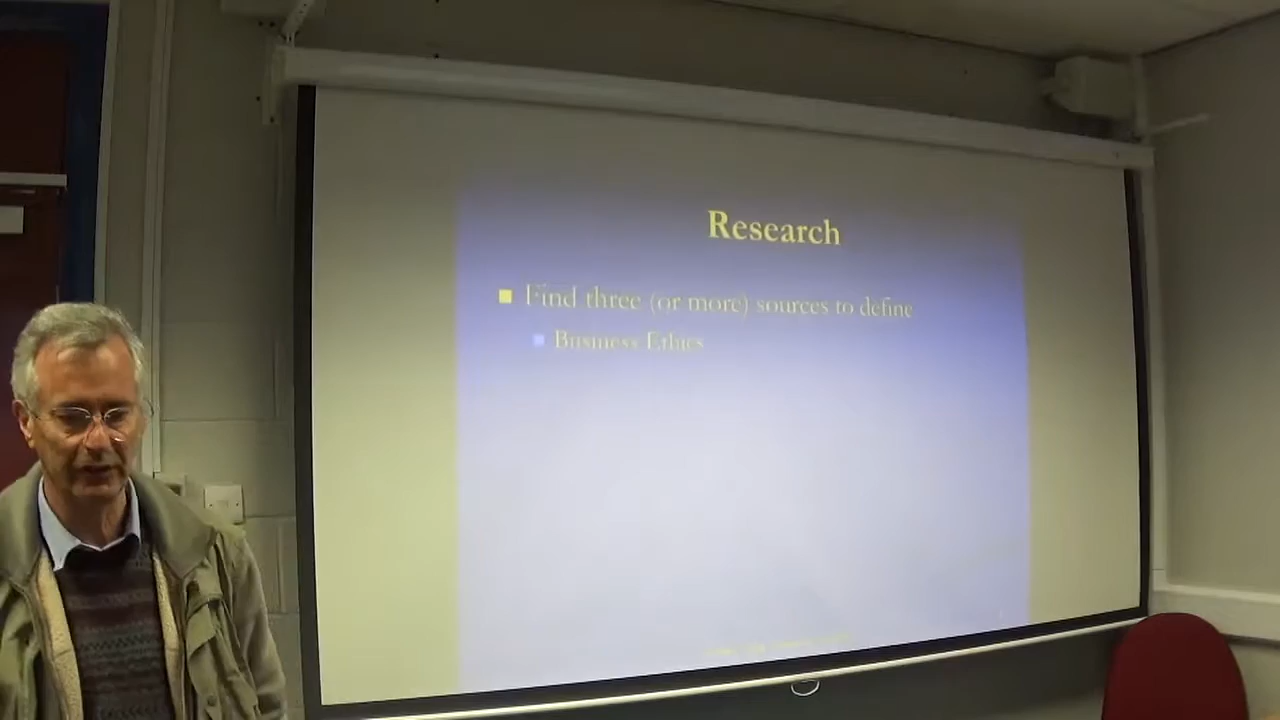 Research
Find three (or more) sources to define
Business Ethics